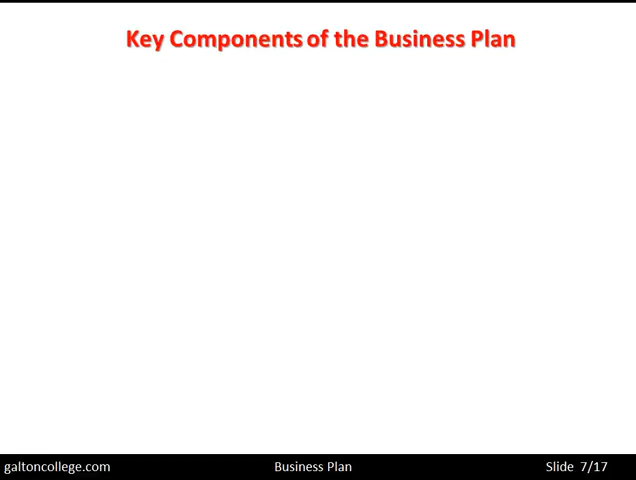 Key Components of the Business Plan
galtoncollege.com Business Plan Slide 7/17